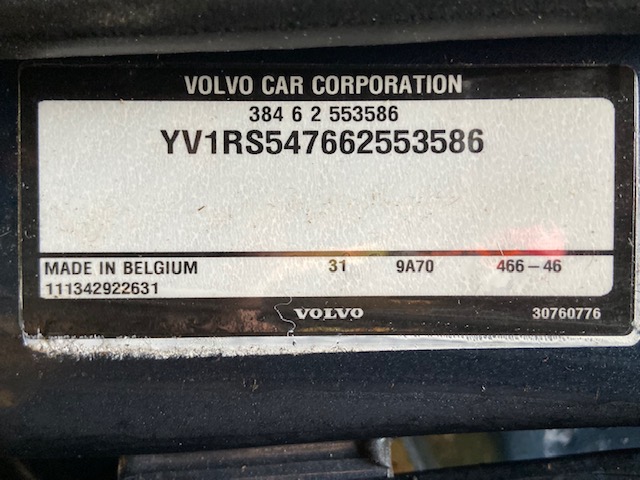 VOLVO CAR CORPORATION
384 6 2 553586
YV1RS547662553586
MADE IN BELGIUM 31 9A70 466-46
111342922631
VOLVO 30760776